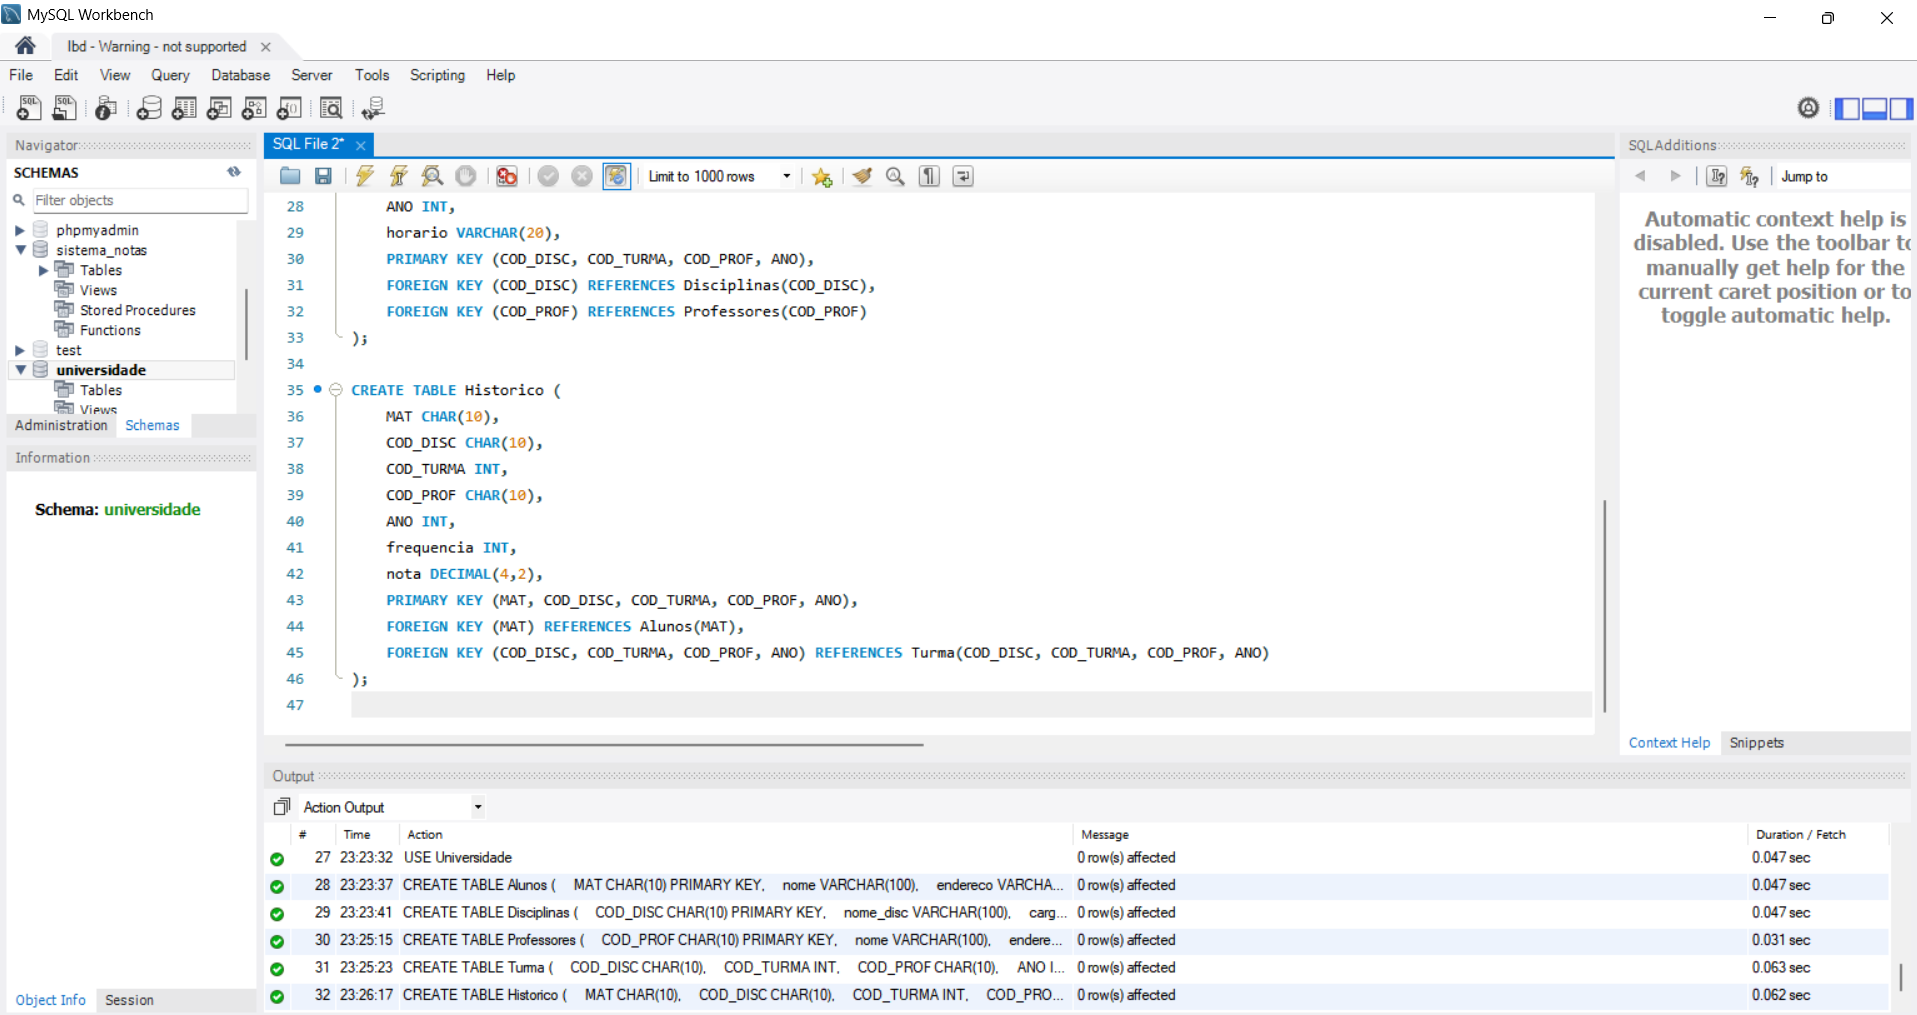 MySQL Workbench
lbd - Warning - not supported
File Edit View Query Database Server Tools Scripting Help
Navigator
SCHEMAS
Filter objects
phpmyadmin
sistema_notas
Tables
Views
Stored Procedures
Functions
test
universidade
Tables
Views
Administration Schemas
Information
Schema: universidade
Object Info Session
SQL File 2*
Limit to 1000 rows
28 ANO INT,
29 horario VARCHAR(20),
30 PRIMARY KEY (COD_DISC, COD_TURMA, COD_PROF, ANO),
31 FOREIGN KEY (COD_DISC) REFERENCES Disciplinas(COD_DISC),
32 FOREIGN KEY (COD_PROF) REFERENCES Professores(COD_PROF)
33 );
34
35 CREATE TABLE Historico (
36 MAT CHAR(10),
37 COD_DISC CHAR(10),
38 COD_TURMA INT,
39 COD_PROF CHAR(10),
40 ANO INT,
41 frequencia INT,
42 nota DECIMAL(4,2),
43 PRIMARY KEY (MAT, COD_DISC, COD_TURMA, COD_PROF, ANO),
44 FOREIGN KEY (MAT) REFERENCES Alunos(MAT),
45 FOREIGN KEY (COD_DISC, COD_TURMA, COD_PROF, ANO) REFERENCES Turma(COD_DISC, COD_TURMA, COD_PROF, ANO)
46 );
47
SQLAdditions
Jump to
Automatic context help is
disabled. Use the toolbar to
manually get help for the
current caret position or to
toggle automatic help.
Context Help Snippets
Output
Action Output
# Time Action Message Duration / Fetch
27 23:23:32 USE Universidade 0 row(s) affected 0.047 sec
28 23:23:37 CREATE TABLE Alunos ( MAT CHAR(10) PRIMARY KEY, nome VARCHAR(100), endereco VARCHA... 0 row(s) affected 0.047 sec
29 23:23:41 CREATE TABLE Disciplinas ( COD_DISC CHAR(10) PRIMARY KEY, nome_disc VARCHAR(100), carg... 0 row(s) affected 0.047 sec
30 23:25:15 CREATE TABLE Professores ( COD_PROF CHAR(10) PRIMARY KEY, nome VARCHAR(100), endere... 0 row(s) affected 0.031 sec
31 23:25:23 CREATE TABLE Turma ( COD_DISC CHAR(10), COD_TURMA INT, COD_PROF CHAR(10), ANO I... 0 row(s) affected 0.063 sec
32 23:26:17 CREATE TABLE Historico ( MAT CHAR(10), COD_DISC CHAR(10), COD_TURMA INT, COD_PRO... 0 row(s) affected 0.062 sec